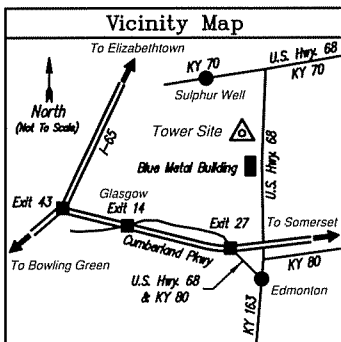 Vicinity Map
To Elizabethtown
KY 70
U.S. Hwy. 68
KY 70
Sulphur Well
North
(Not To Scale)
I-65
Tower Site
U.S. Hwy. 68
Blue Metal Building
Glasgow
Exit 43
Exit 14
Exit 27
To Somerset
Cumberland Pkwy
To Bowling Green
KY 80
U.S. Hwy. 68
& KY 80
Edmonton
KY 163